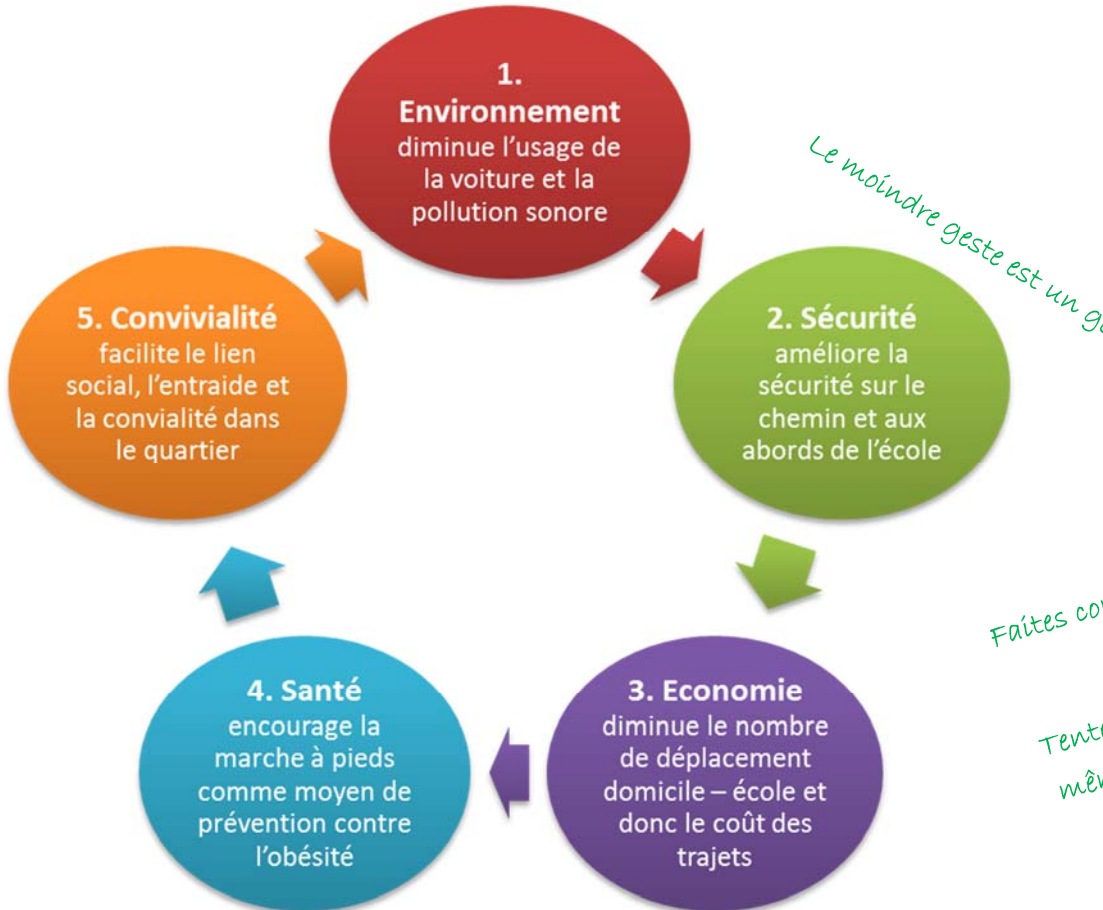 1.
Environnement
diminue l'usage de
la voiture et la
pollution sonore
Le moindre geste est un
2. Sécurité
améliore la
sécurité sur le
chemin et aux
abords de l'école
5. Convivialité
facilite le lien
social, l'entraide et
la convialité dans
le quartier
Faites
3. Economie
diminue le nombre
de déplacement
domicile – école et
donc le coût des
trajets
4. Santé
encourage la
marche à pieds
comme moyen de
prévention contre
l'obésité